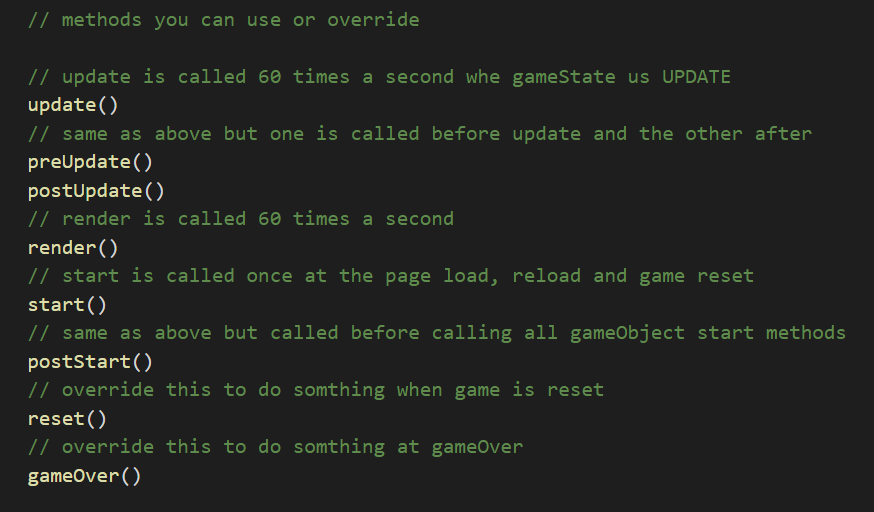 // methods you can use or override
// update is called 60 times a second whe gameState us UPDATE
update()
// same as above but one is called before update and the other after
preUpdate()
postUpdate()
// render is called 60 times a second
render()
// start is called once at the page load, reload and game reset
start()
// same as above but called before calling all gameObject start methods
postStart()
// override this to do somthing when game is reset
reset()
// override this to do somthing at gameOver
gameOver()